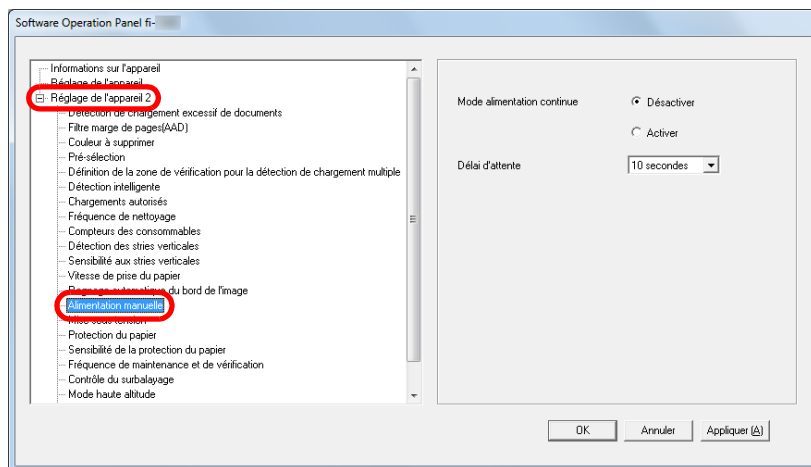 Software Operation Panel fi-
Informations sur l'appareil
Réglage de l'appareil
Réglage de l'appareil 2
Détection de chargement excessif de documents
Filtre marge de pages(AAD)
Couleur à supprimer
Pré-sélection
Définition de la zone de vérification pour la détection de chargement multiple
Détection intelligente
Chargements autorisés
Fréquence de nettoyage
Compteurs des consommables
Détection des stries verticales
Sensibilité aux stries verticales
Vitesse de prise du papier
Rognage automatique du bord de l'image
Alimentation manuelle
Mise sous tension
Protection du papier
Sensibilité de la protection du papier
Fréquence de maintenance et de vérification
Contrôle du surbalayage
Mode haute altitude
Mode alimentation continue
Désactiver
Activer
Délai d'attente
10 secondes
OK
Annuler
Appliquer (A)